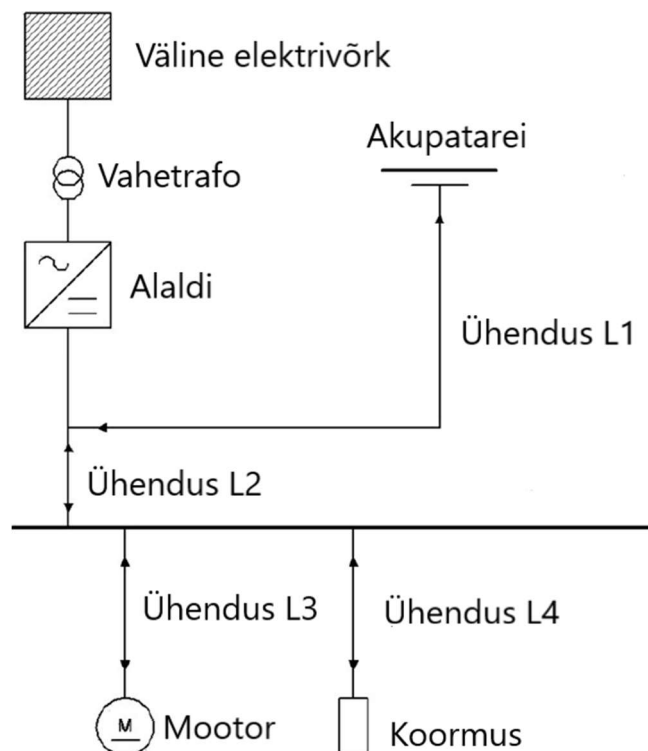 Väline elektrivõrk
Akupatarei
Vahetrafo
Alaldi
Ühendus L1
Ühendus L2
Ühendus L3
Ühendus L4
M
Mootor
Koormus